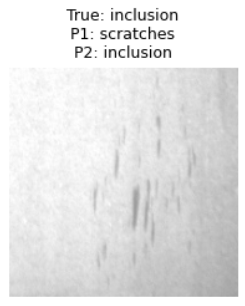 True: inclusion
P1: scratches
P2: inclusion